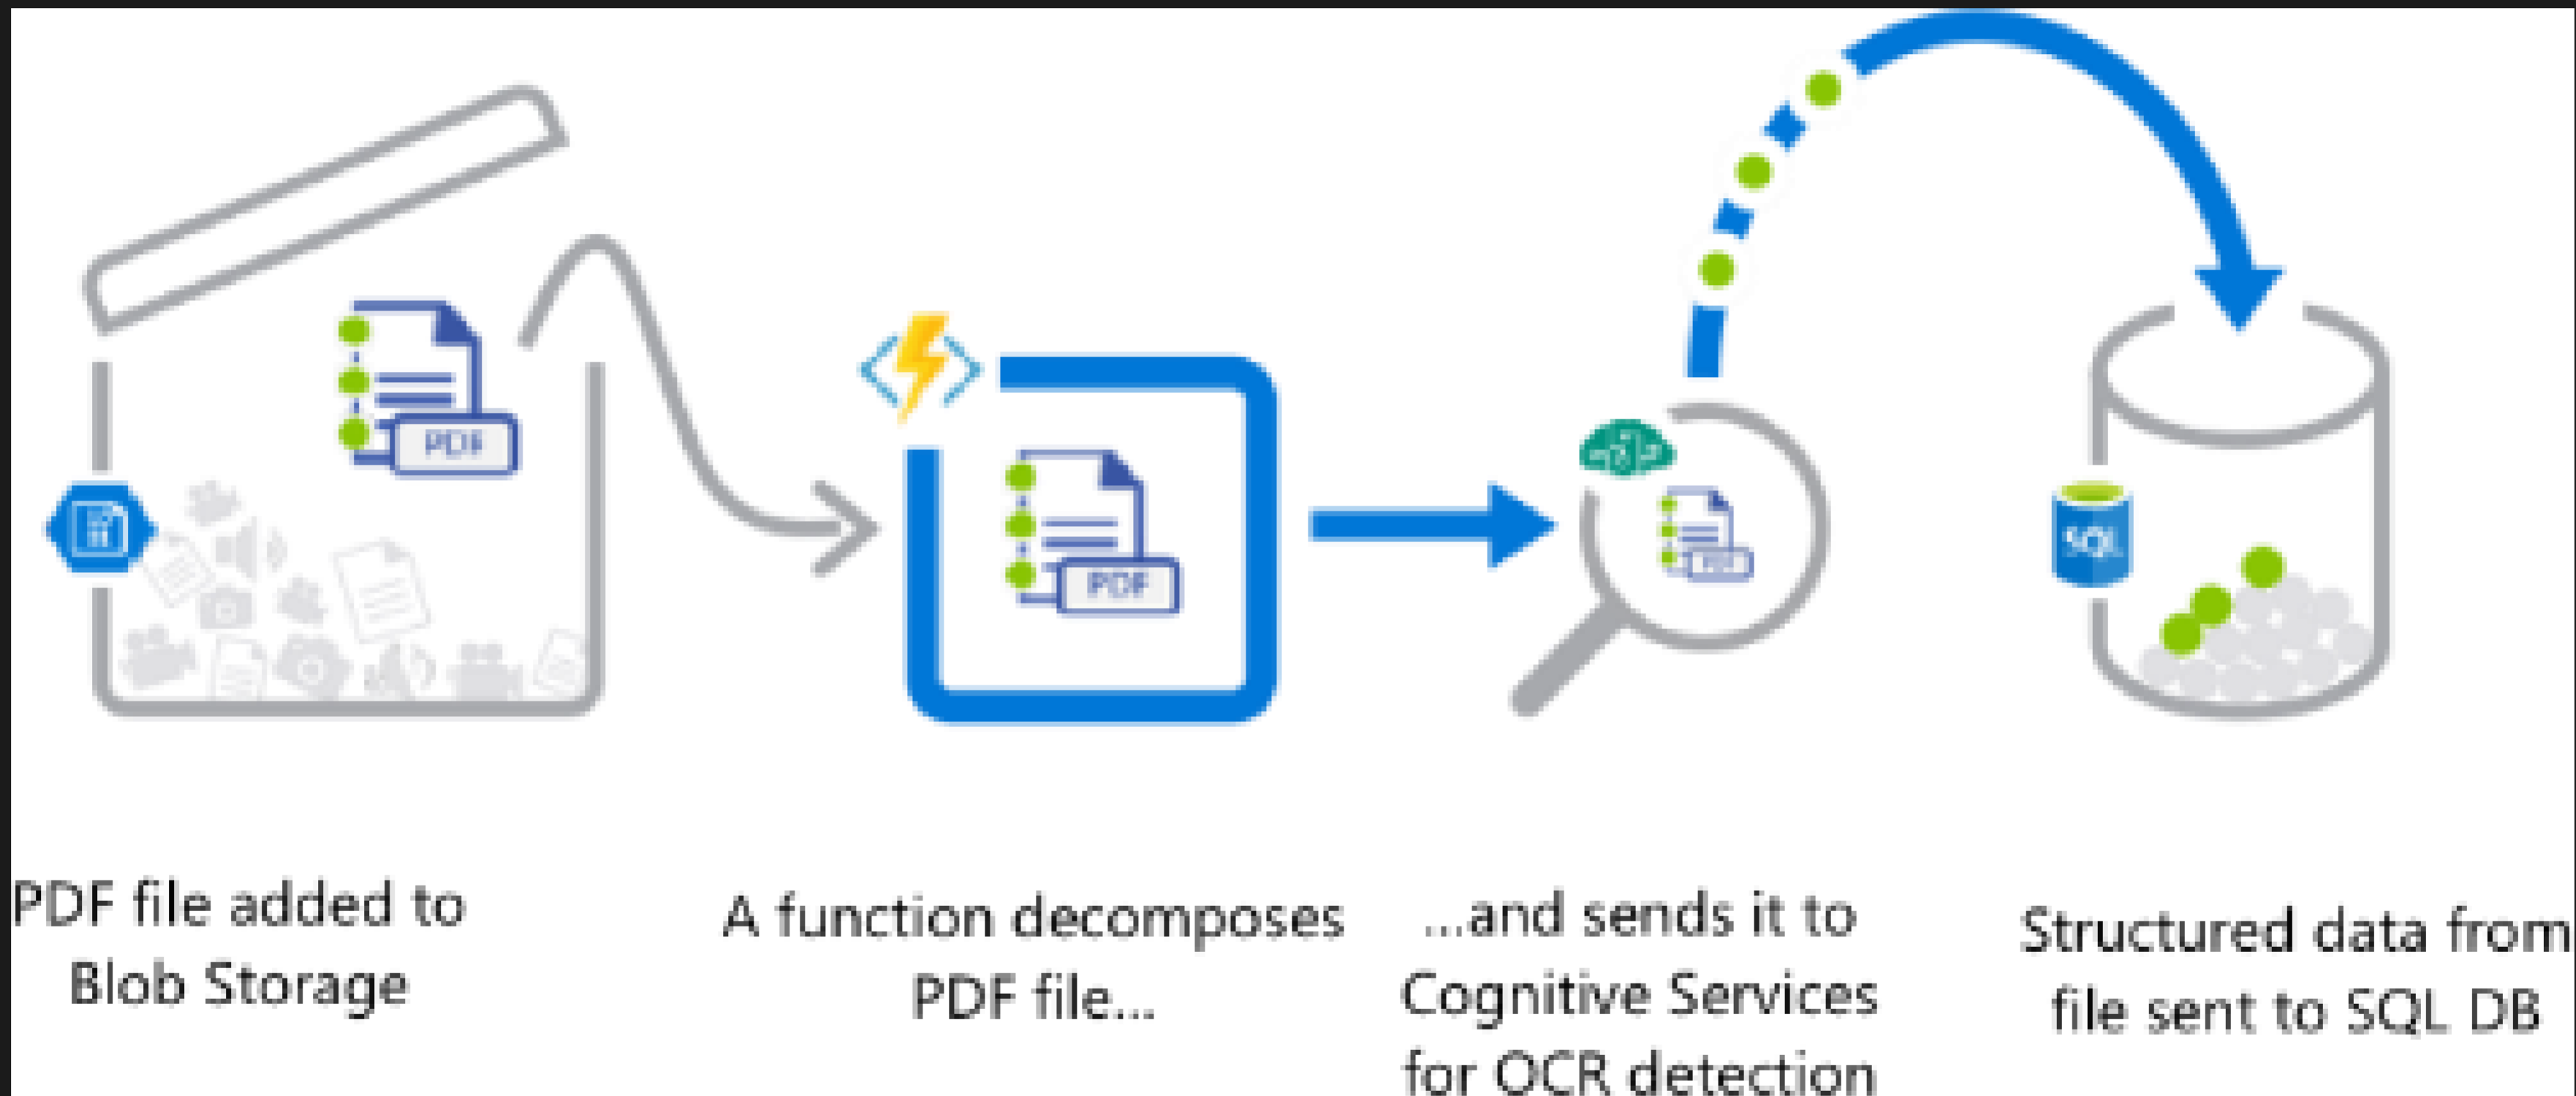 PDF
PDF
SQL
PDF file added to
Blob Storage
A function decomposes
PDF file...
...and sends it to
Cognitive Services
for OCR detection
Structured data from
file sent to SQL DB